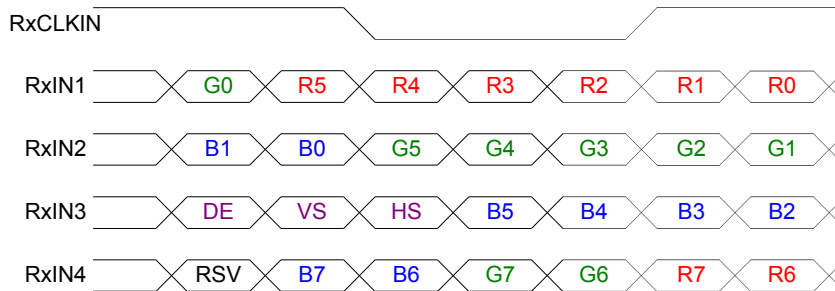 RxCLKIN
RxIN1 G0 R5 R4 R3 R2 R1 R0
RxIN2 B1 B0 G5 G4 G3 G2 G1
RxIN3 DE VS HS B5 B4 B3 B2
RxIN4 RSV B7 B6 G7 G6 R7 R6